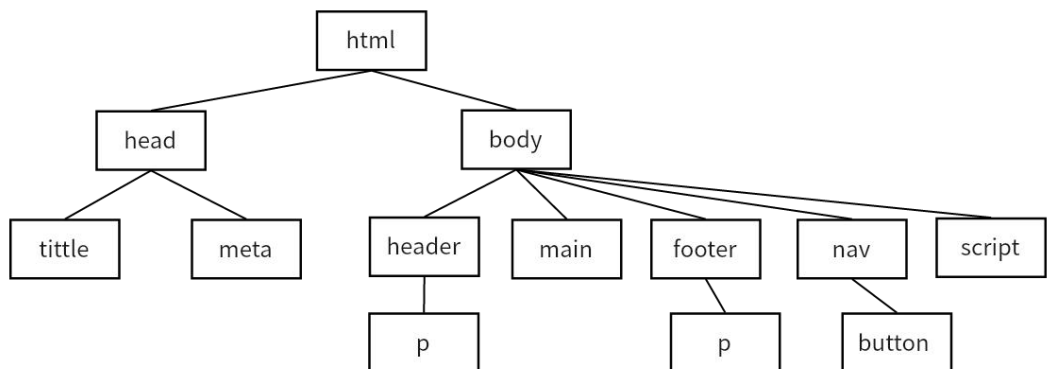 html
head
body
tittle
meta
header
main
footer
nav
script
p
p
button